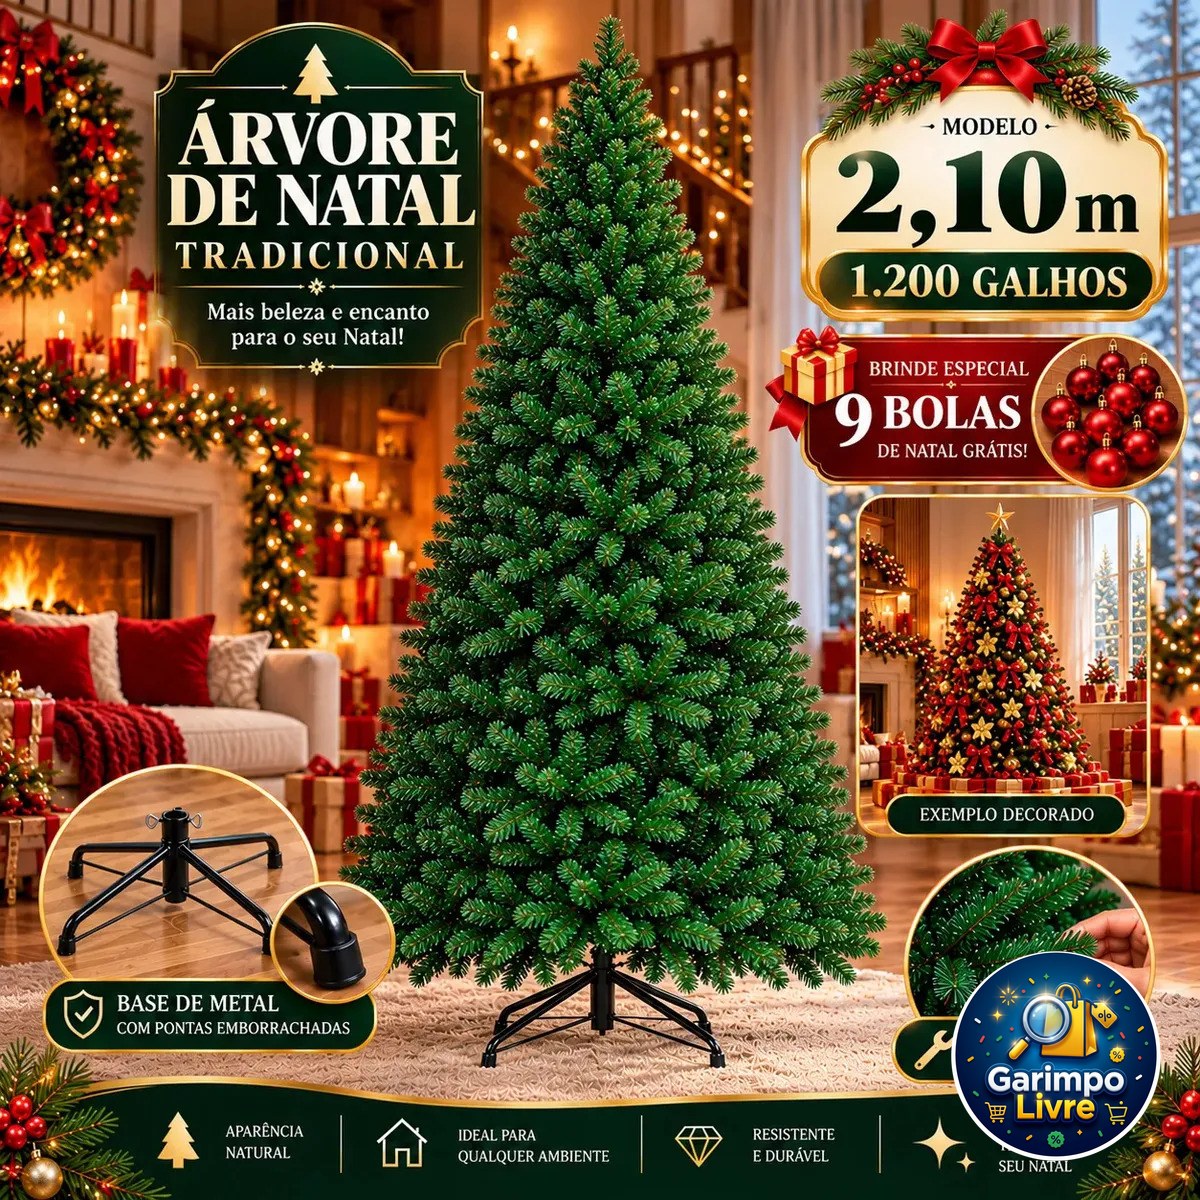 ÁRVORE
DE NATAL
TRADICIONAL
Mais beleza e encanto
para o seu Natal!
MODELO
2,10m
1.200 GALHOS
BRINDE ESPECIAL
9 BOLAS
DE NATAL GRÁTIS!
EXEMPLO DECORADO
BASE DE METAL
COM PONTAS EMBORRACHADAS
Garimpo
Livre
APARÊNCIA
NATURAL
IDEAL PARA
QUALQUER AMBIENTE
RESISTENTE
E DURÁVEL
SEU NATAL